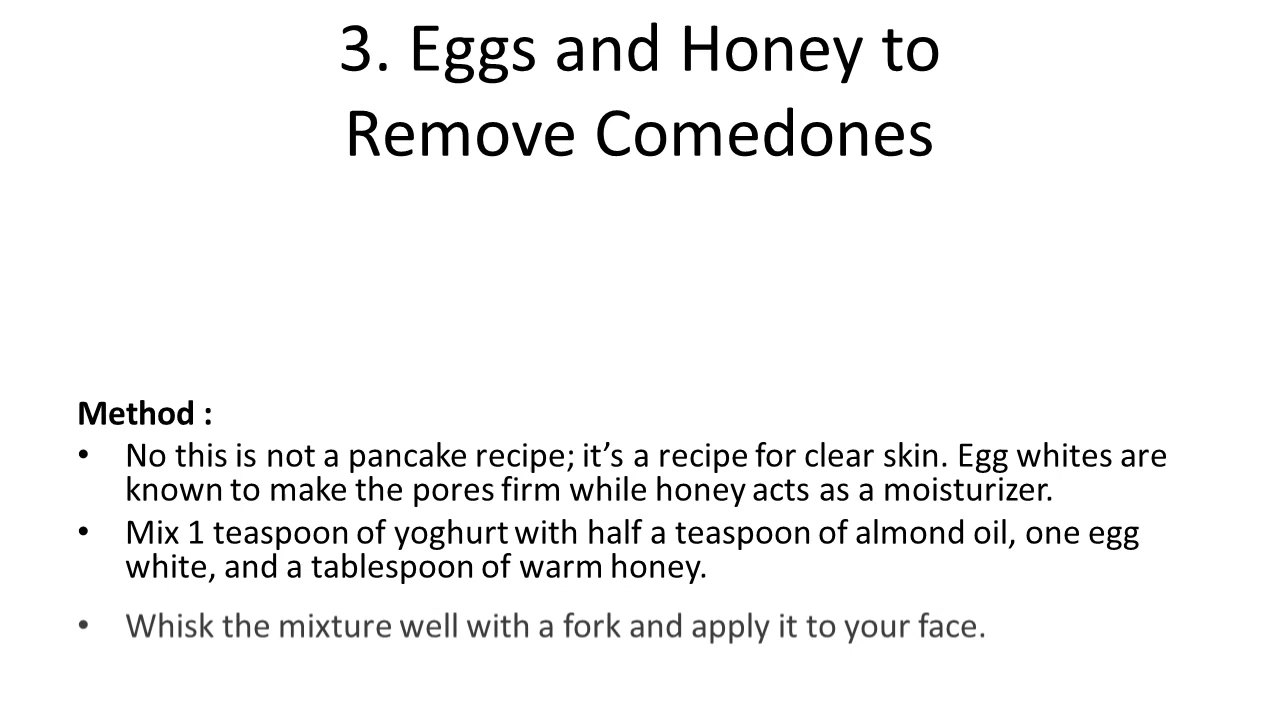 3. Eggs and Honey to
Remove Comedones
Method :
• No this is not a pancake recipe; it’s a recipe for clear skin. Egg whites are
known to make the pores firm while honey acts as a moisturizer.
• Mix 1 teaspoon of yoghurt with half a teaspoon of almond oil, one egg
white, and a tablespoon of warm honey.
• Whisk the mixture well with a fork and apply it to your face.